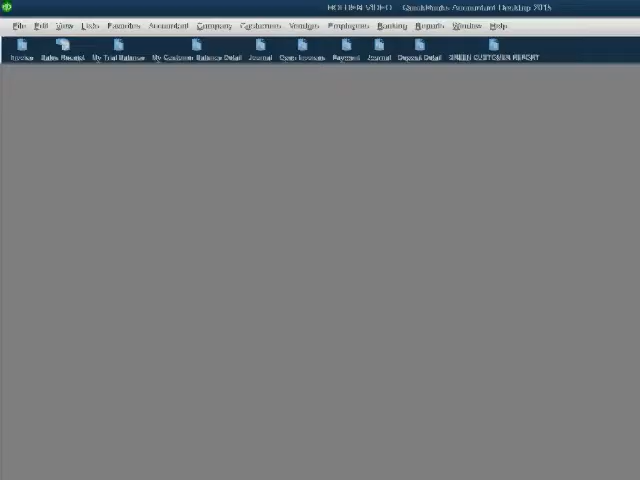 HOLDEN VIDEO - QuickBooks Accountant Desktop 2015
File Edit View Lists Favorites Accountant Company Customers Vendors Employees Banking Reports Window Help
Invoice Sales Receipt My Trial Balance My Customer Balance Detail Journal Open Invoices Payment Journal Deposit Detail GREEN CUSTOMER REPORT